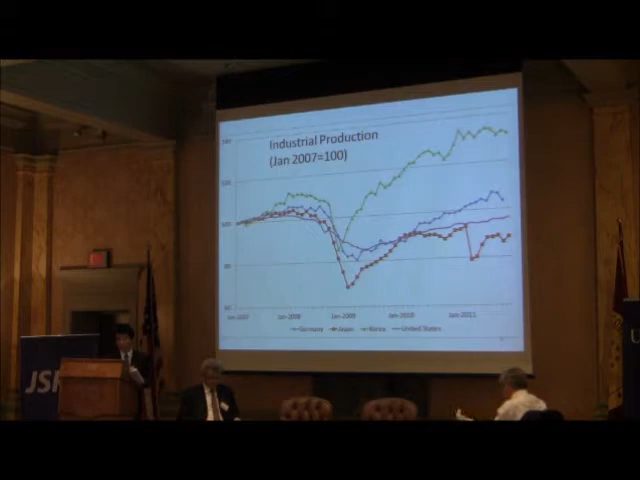 Industrial Production
(Jan 2007=100)
Jan-2007 Jan-2008 Jan-2009 Jan-2010 Jan-2011
Germany Japan Korea United States
JSP